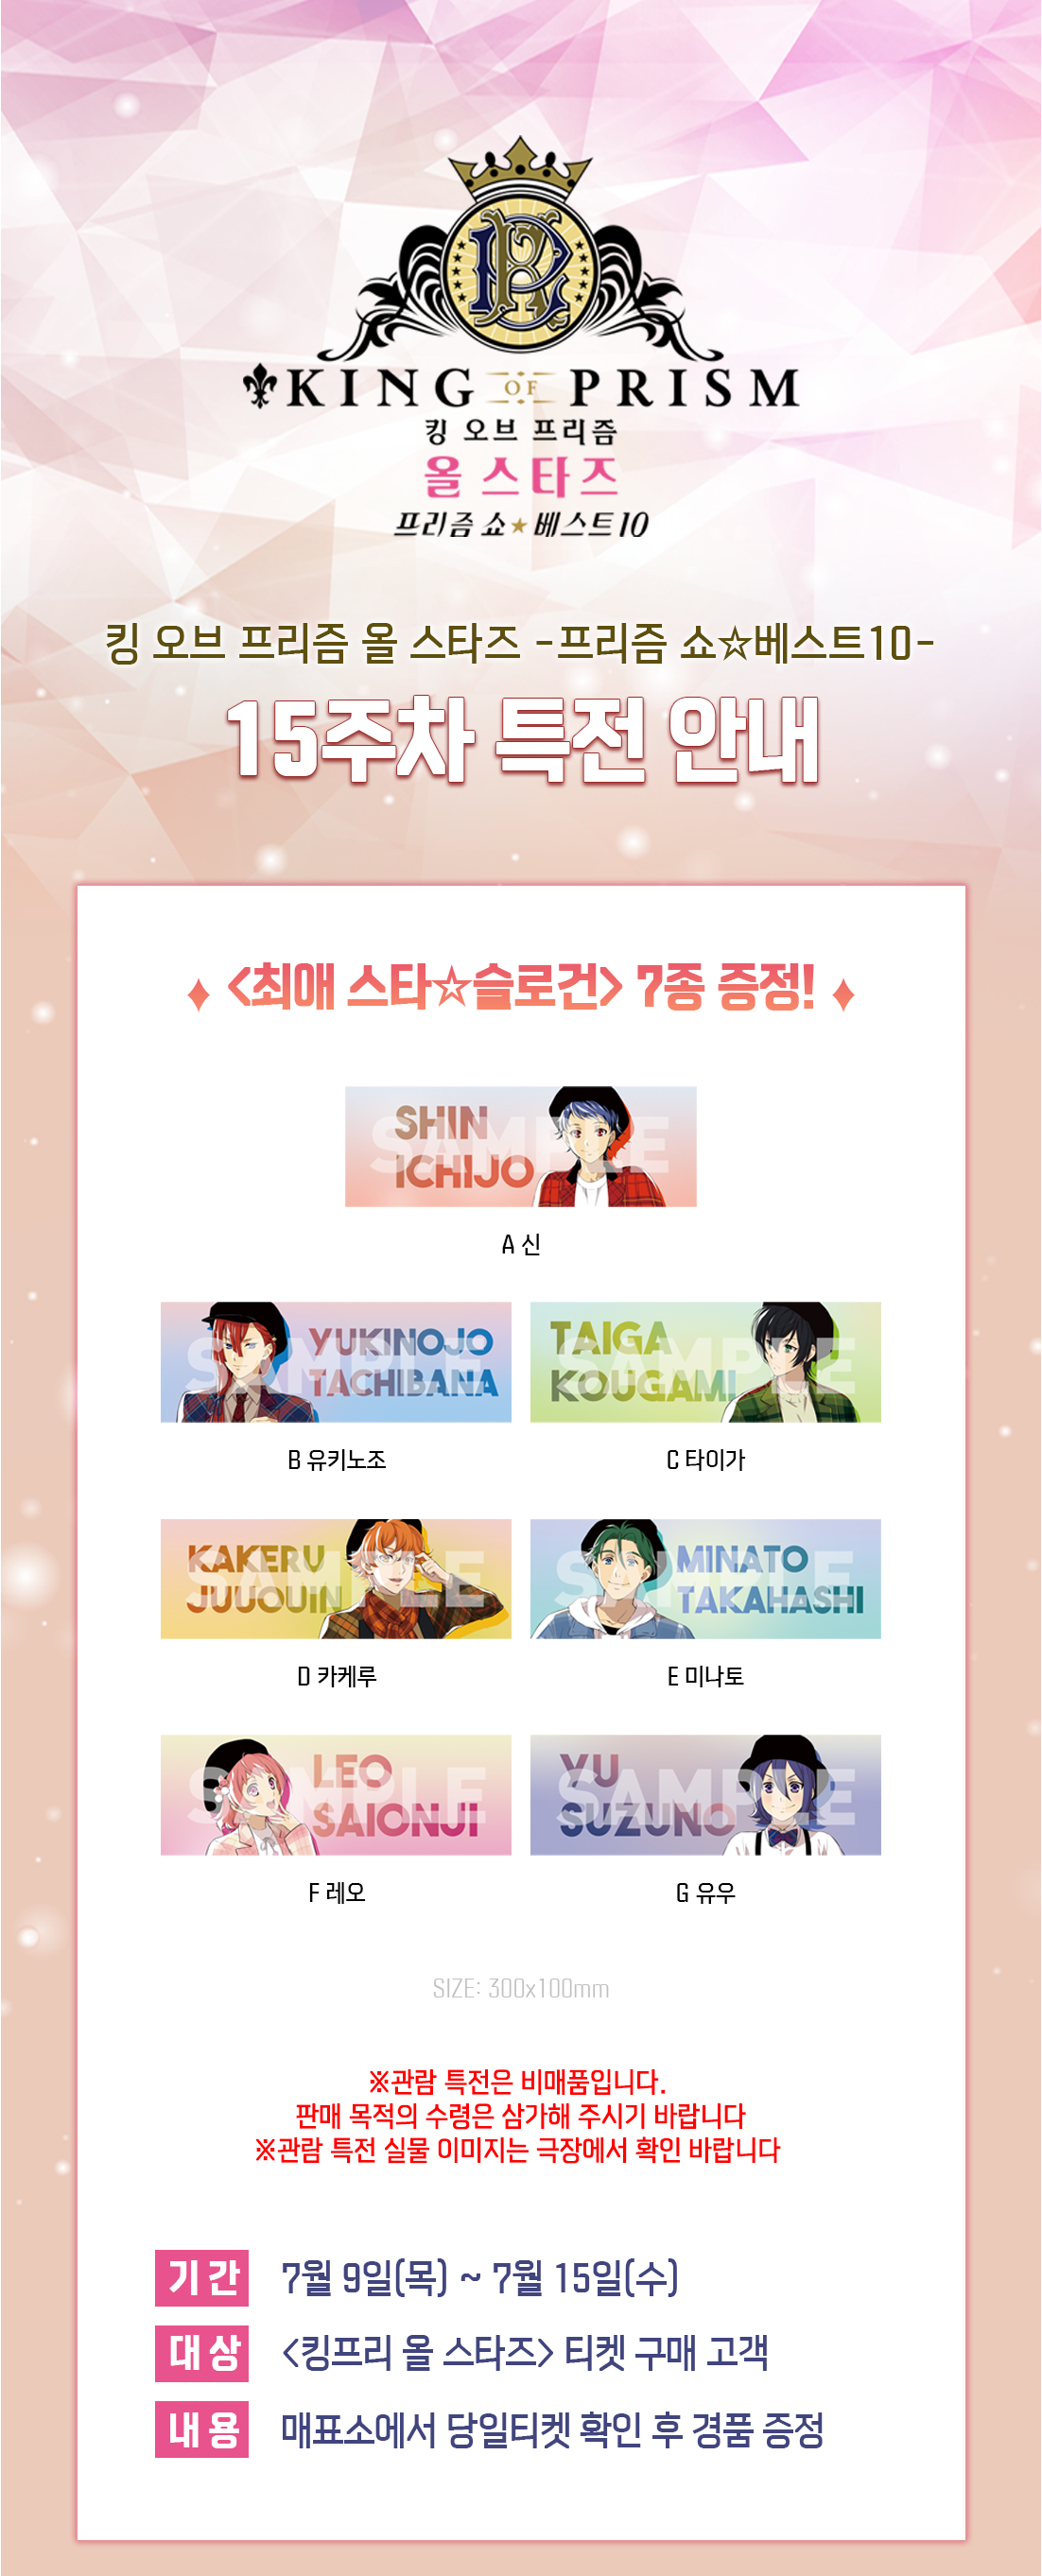 KING OF PRISM
킹 오브 프리즘
올 스타즈
프리즘 쇼★베스트10
킹 오브 프리즘 올 스타즈 -프리즘 쇼☆베스트10-
15주차 특전 안내
♦ <최애 스타☆슬로건> 7종 증정! ♦
SHIN
ICHIJO
SAMPLE
A 신
YUKINOJO
TACHIBANA
SAMPLE
TAIGA
KOUGAMI
SAMPLE
B 유키노조
C 타이가
KAKERU
JUUOUIN
SAMPLE
MINATO
TAKAHASHI
SAMPLE
D 카케루
E 미나토
LEO
SAIONJI
SAMPLE
YU
SUZUNO
SAMPLE
F 레오
G 유우
SIZE: 300x100mm
※관람 특전은 비매품입니다.
판매 목적의 수령은 삼가해 주시기 바랍니다
※관람 특전 실물 이미지는 극장에서 확인 바랍니다
기간 7월 9일(목) ~ 7월 15일(수)
대상 <킹프리 올 스타즈> 티켓 구매 고객
내용 매표소에서 당일티켓 확인 후 경품 증정